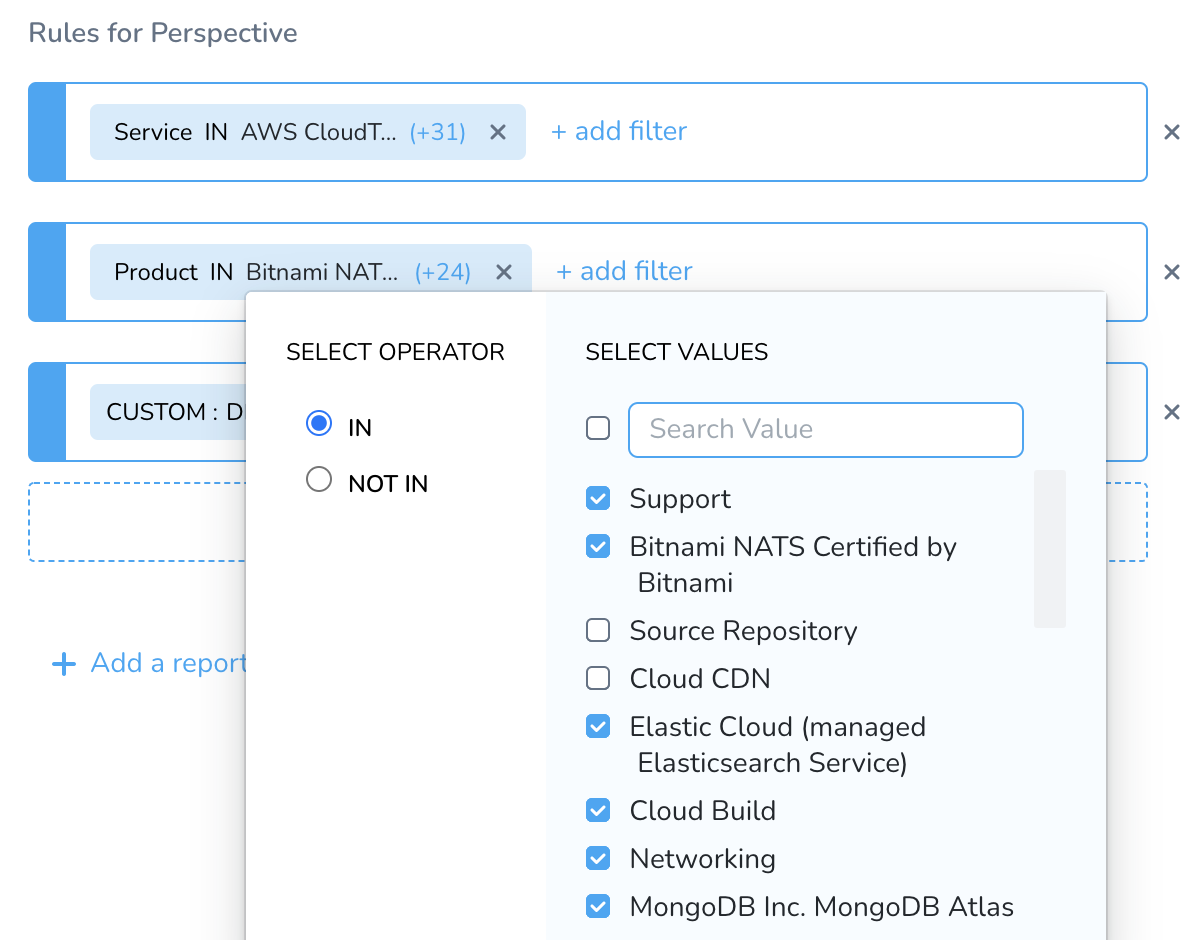 Rules for Perspective
Service IN AWS CloudT... (+31) + add filter
Product IN Bitnami NAT... (+24) + add filter
SELECT OPERATOR
IN
NOT IN
SELECT VALUES
Search Value
Support
Bitnami NATS Certified by
Bitnami
Source Repository
Cloud CDN
Elastic Cloud (managed
Elasticsearch Service)
Cloud Build
Networking
MongoDB Inc. MongoDB Atlas
CUSTOM : D
+ Add a report